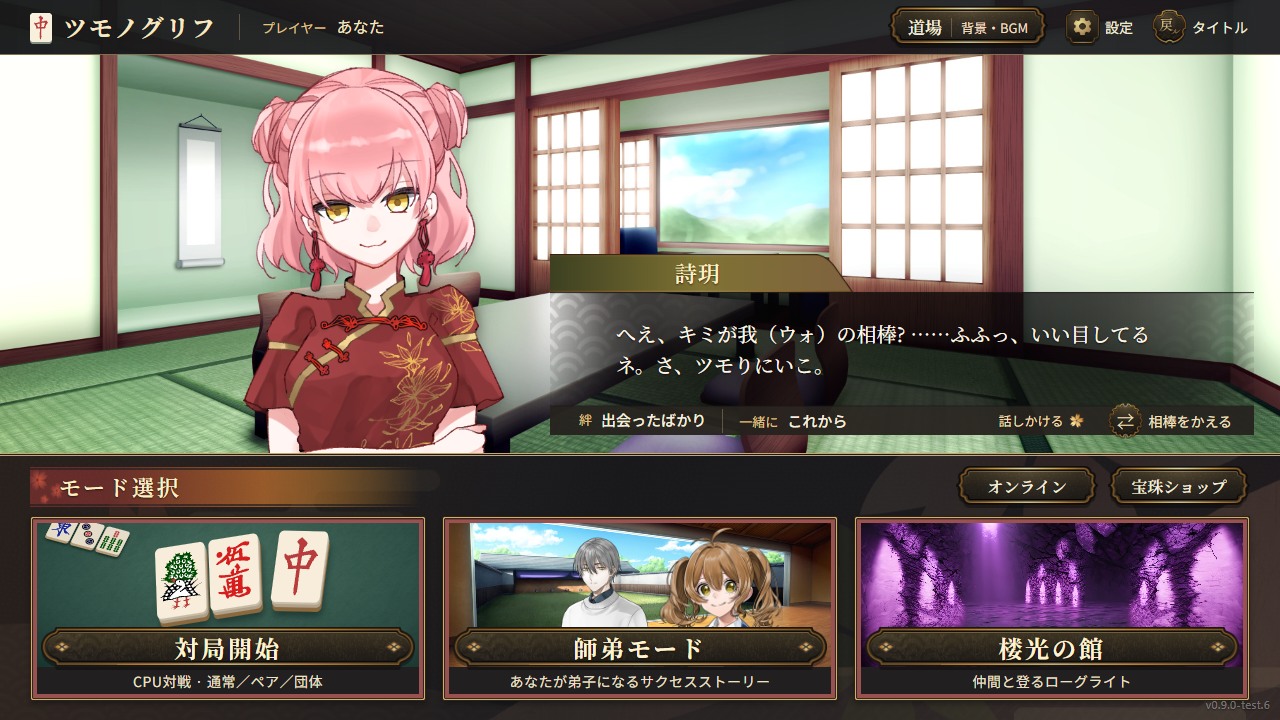 中 ツモノグリフ プレイヤー あなた 道場 背景・BGM 設定 戻 タイトル
詩玥
へえ、キミが我（ウォ）の相棒? ⋯⋯ふふっ、いい目してる
ネ。さ、ツモりにいこ。
絆 出会ったばかり 一緒に これから 話しかける 相棒をかえる
モード選択 オンライン 宝珠ショップ
伍萬 中
対局開始 師弟モード 楼光の館
CPU対戦・通常／ペア／団体 あなたが弟子になるサクセスストーリー 仲間と登るローグライト
v0.9.0-test.6